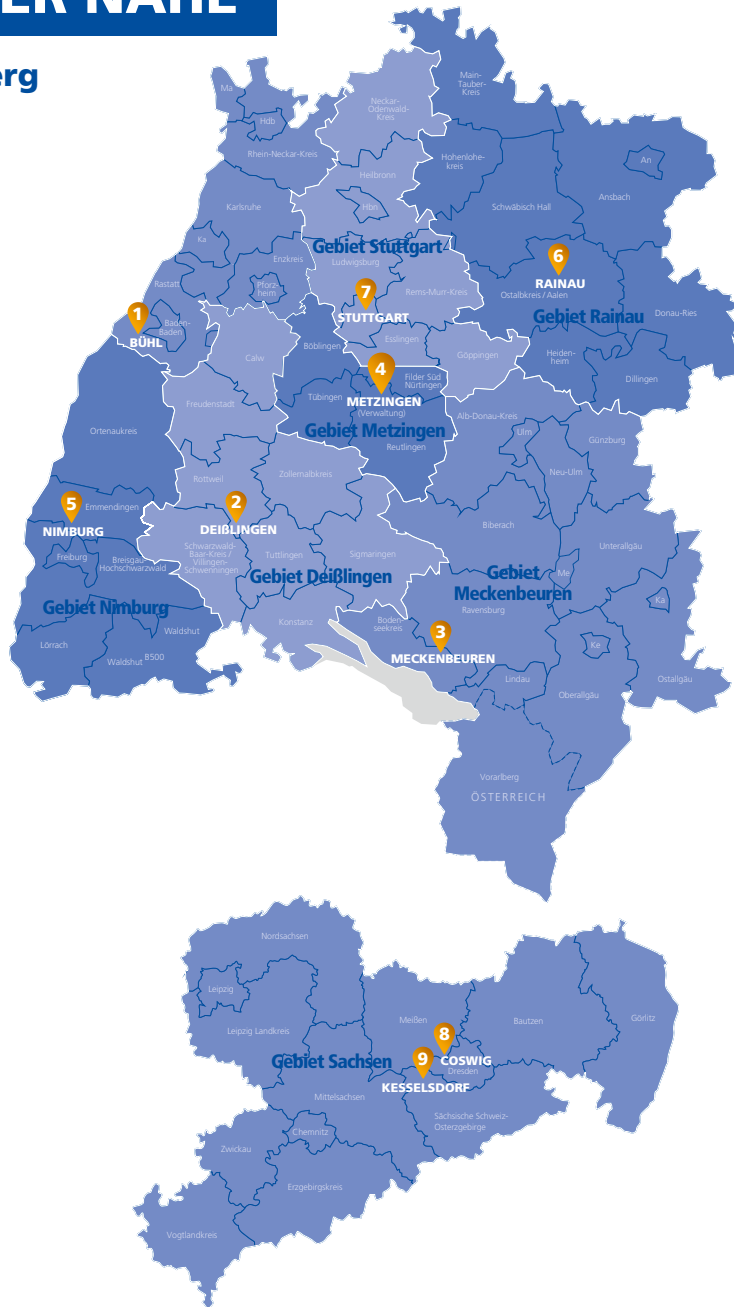 ER NÄHE
erg
Ma
Hdb
Rhein-Neckar-Kreis
Neckar-
Odenwald-
Kreis
Main-
Tauber-
Kreis
Heilbronn
Hbn
Hohenlohe-
kreis
An
Ansbach
Schwäbisch Hall
Karlsruhe
Ka
Enzkreis
Pforz-
heim
Rastatt
Gebiet Stuttgart
Ludwigsburg
7
STUTTGART
Rems-Murr-Kreis
Esslingen
Göppingen
6
RAINAU
Ostalbkreis / Aalen
Gebiet Rainau
Donau-Ries
Heiden-
heim
Dillingen
1
Baden-
Baden
BÜHL
Calw
Böblingen
4
Filder Süd
Nürtingen
Tübingen
METZINGEN
(Verwaltung)
Gebiet Metzingen
Reutlingen
Freudenstadt
Ortenaukreis
Alb-Donau-Kreis
Ulm
Günzburg
Neu-Ulm
Rottweil
Zollernalbkreis
2
DEIßLINGEN
5
Emmendingen
NIMBURG
Freiburg
Breisgau
Hochschwarzwald
Schwarzwald-
Baar-Kreis /
Villingen-
Schwenningen
Tuttlingen
Sigmaringen
Gebiet Deißlingen
Biberach
Unterallgäu
Gebiet
Meckenbeuren
Me
Ravensburg
Ka
Gebiet Nimburg
Lörrach
Waldshut
Waldshut B500
Konstanz
Boden-
seekreis
3
MECKENBEUREN
Ke
Lindau
Oberallgäu
Ostallgäu
Vorarlberg
ÖSTERREICH
Nordsachsen
Leipzig
Leipzig Landkreis
Meißen
Bautzen
Görlitz
8
COSWIG
Dresden
Gebiet Sachsen
9
KESSELSDORF
Mittelsachsen
Sächsische Schweiz-
Osterzgebirge
Chemnitz
Zwickau
Erzgebirgskreis
Vogtlandkreis